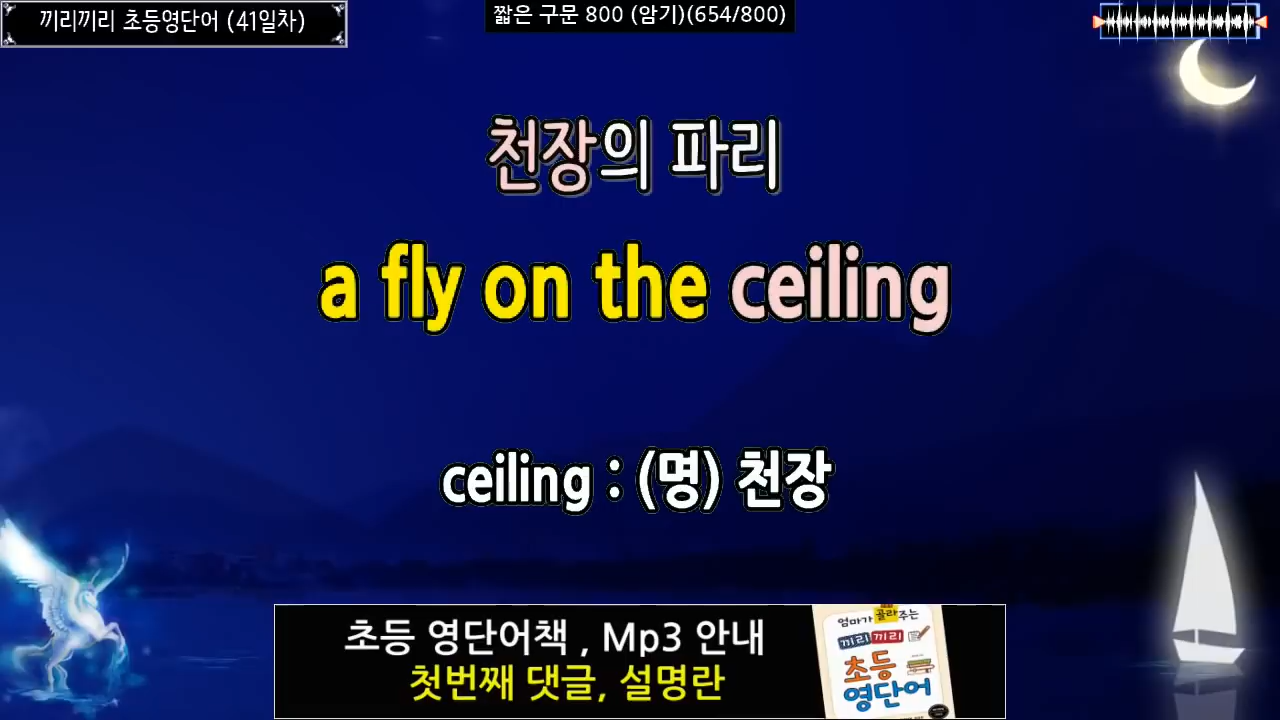 끼리끼리 초등영단어 (41일차)
짧은 구문 800 (암기)(654/800)
천장의 파리
a fly on the ceiling
ceiling : (명) 천장
초등 영단어책 , Mp3 안내
첫번째 댓글, 설명란
엄마가 골라주는
끼리끼리
초등
영단어